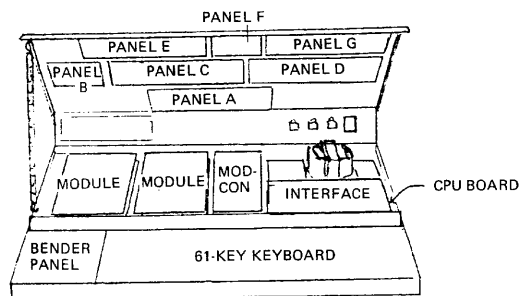 PANEL F
PANEL E
PANEL G
PANEL
B
PANEL C
PANEL D
PANEL A
MODULE
MODULE
MOD-
CON
INTERFACE
CPU BOARD
BENDER
PANEL
61-KEY KEYBOARD